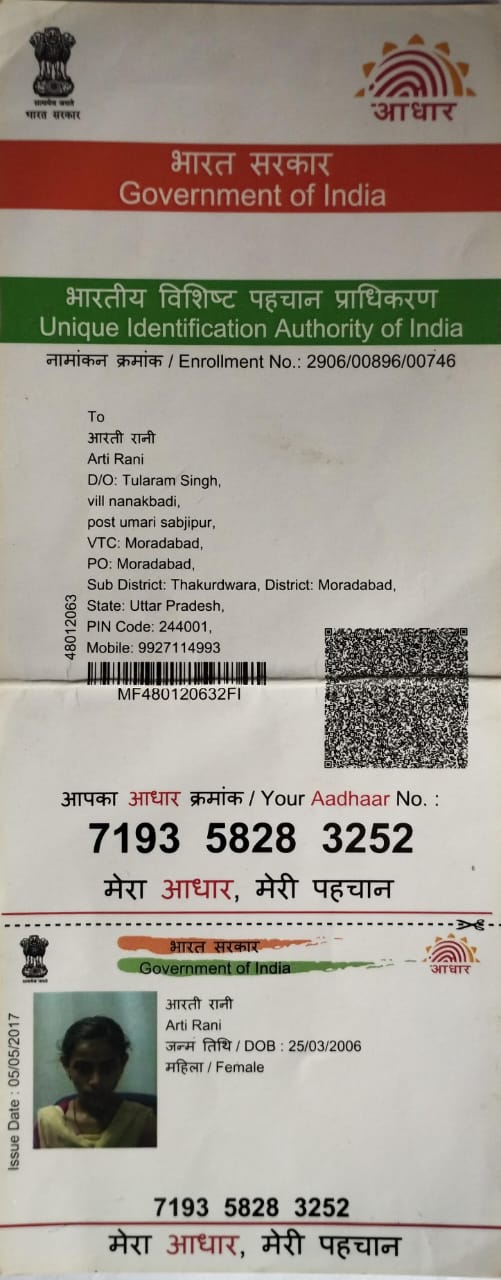 सत्यमेव जयते
भारत सरकार
आधार
भारत सरकार
Government of India
भारतीय विशिष्ट पहचान प्राधिकरण
Unique Identification Authority of India
नामांकन क्रमांक / Enrollment No.: 2906/00896/00746
To
आरती रानी
Arti Rani
D/O: Tularam Singh,
vill nanakbadi,
post umari sabjipur,
VTC: Moradabad,
PO: Moradabad,
Sub District: Thakurdwara, District: Moradabad,
State: Uttar Pradesh,
PIN Code: 244001,
Mobile: 9927114993
48012063
MF480120632FI
आपका आधार क्रमांक / Your Aadhaar No. :
7193 5828 3252
मेरा आधार, मेरी पहचान
भारत सरकार
Government of India
आधार
आरती रानी
Arti Rani
जन्म तिथि / DOB : 25/03/2006
महिला / Female
Issue Date : 05/05/2017
7193 5828 3252
मेरा आधार, मेरी पहचान